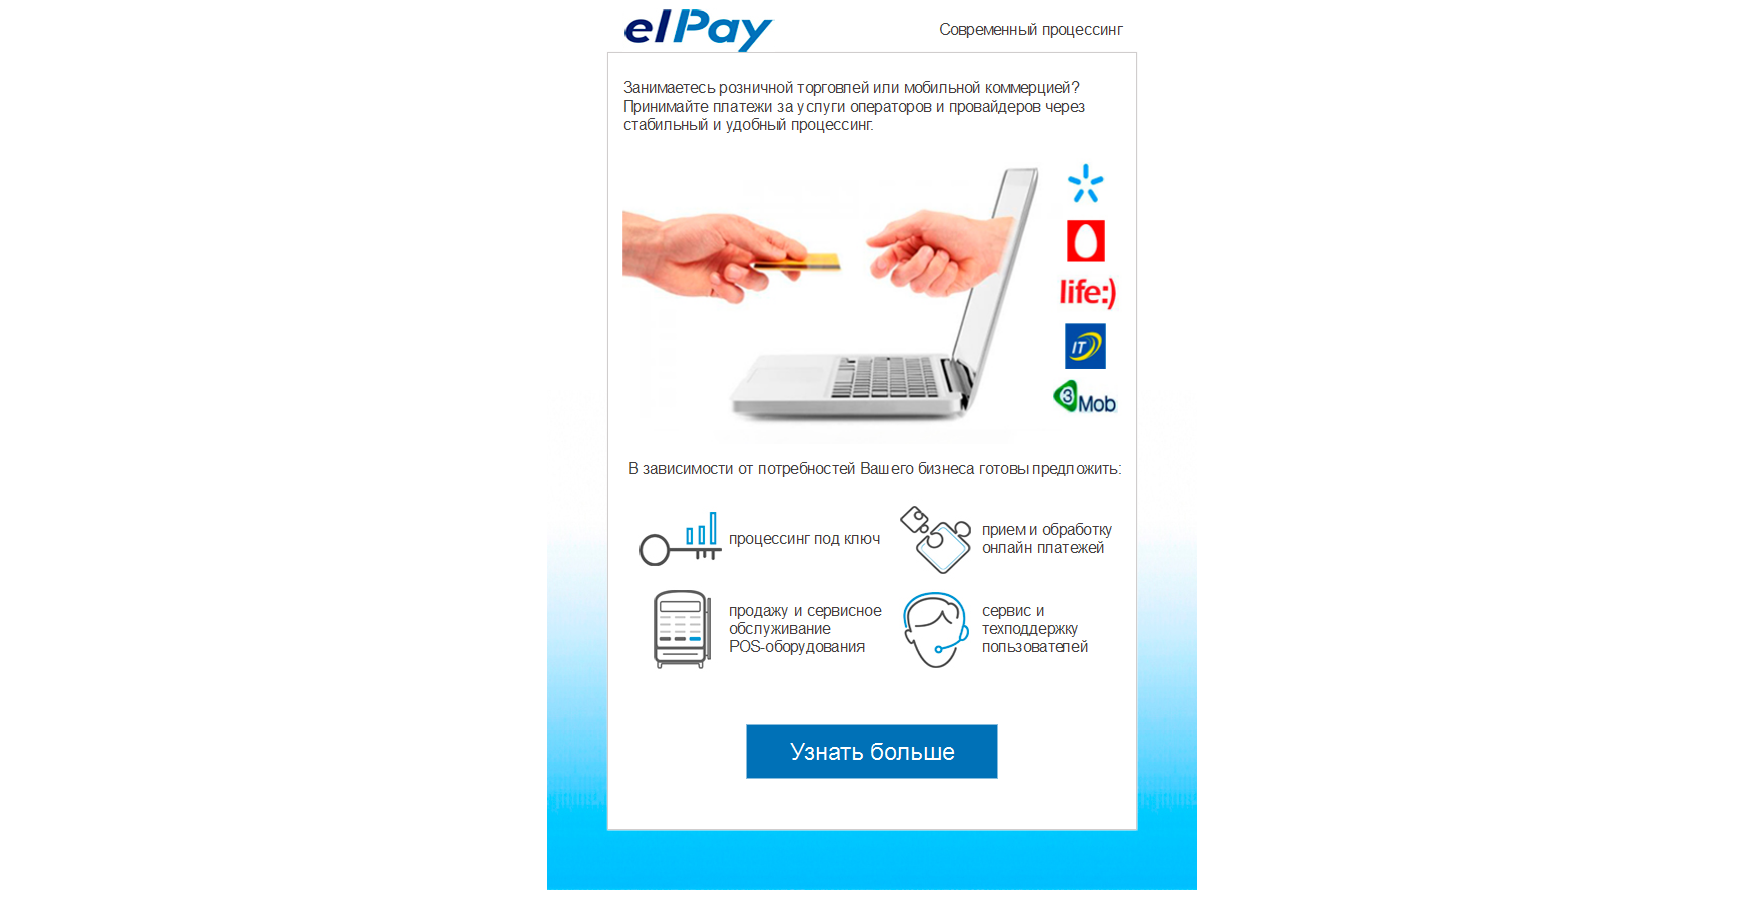 elPay
Современный процессинг
Занимаетесь розничной торговлей или мобильной коммерцией?
Принимайте платежи за услуги операторов и провайдеров через
стабильный и удобный процессинг.
life:)
IT
3
Mob
В зависимости от потребностей Вашего бизнеса готовы предложить:
процессинг под ключ
прием и обработку
онлайн платежей
продажу и сервисное
обслуживание
POS-оборудования
сервис и
техподдержку
пользователей
Узнать больше